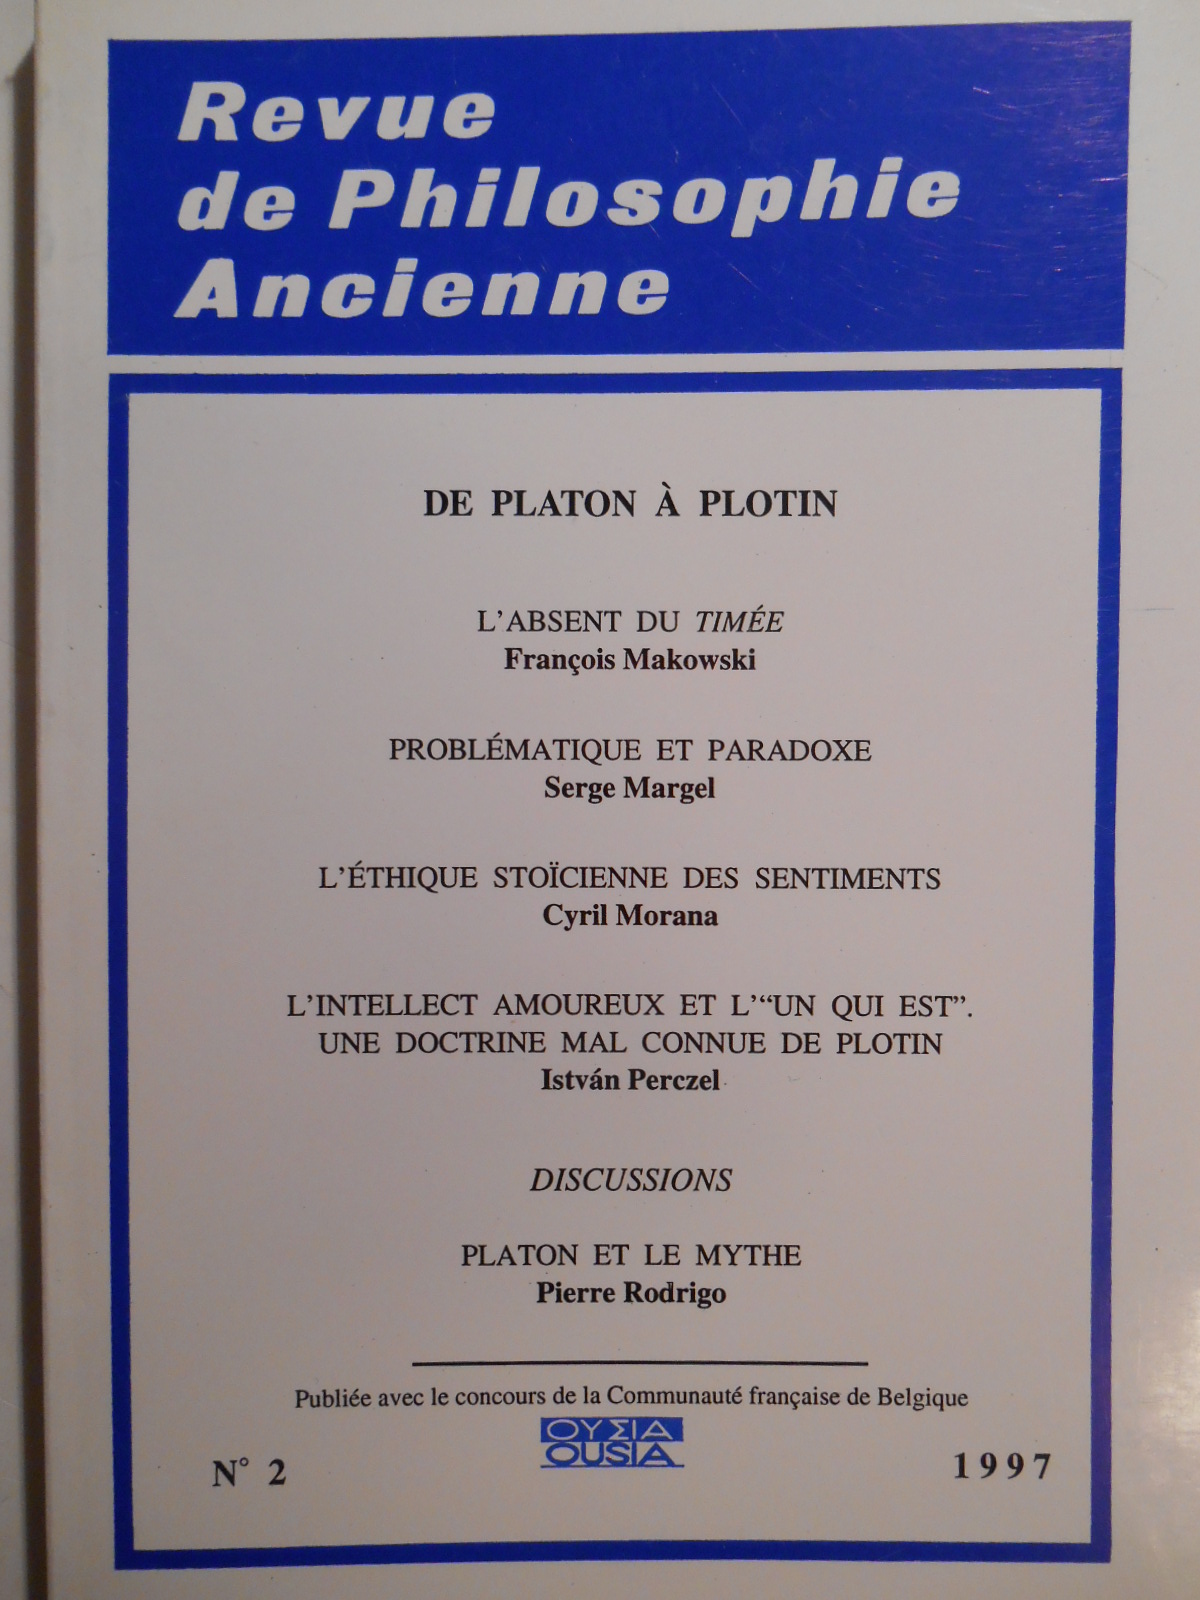 Revue
de Philosophie
Ancienne
DE PLATON À PLOTIN
L'ABSENT DU TIMÉE
François Makowski
PROBLÉMATIQUE ET PARADOXE
Serge Margel
L'ÉTHIQUE STOÏCIENNE DES SENTIMENTS
Cyril Morana
L'INTELLECT AMOUREUX ET L'“UN QUI EST”.
UNE DOCTRINE MAL CONNUE DE PLOTIN
István Perczel
DISCUSSIONS
PLATON ET LE MYTHE
Pierre Rodrigo
Publiée avec le concours de la Communauté française de Belgique
ΟΥΣΙΑ
OUSIA
N° 2
1997